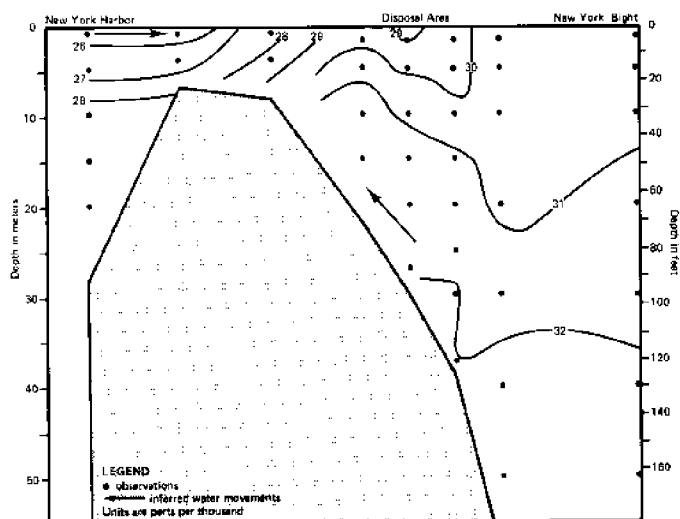 New York Harbor Disposal Area New York Bight
0 0
26 28 29 29
27 30
28
20
10
40
31
60
20
80
30
100
32
120
40
140
160
50
Depth in meters
Depth in feet
LEGEND
observations
inferred water movements
Units are parts per thousand